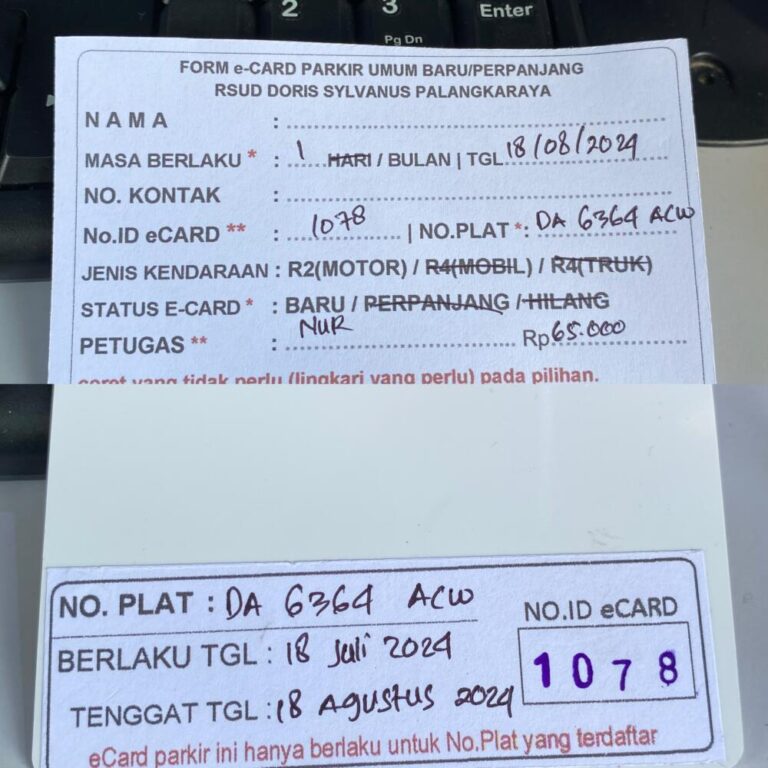 2
3
Pg Dn
Enter
FORM e-CARD PARKIR UMUM BARU/PERPANJANG
RSUD DORIS SYLVANUS PALANGKARAYA
NAMA :
MASA BERLAKU * : 1 HARI / BULAN | TGL 18/08/2024
NO. KONTAK :
No.ID eCARD ** : 1078 | NO.PLAT *: DA 6364 ACW
JENIS KENDARAAN : R2(MOTOR) / R4(MOBIL) / R4(TRUK)
STATUS E-CARD * : BARU / PERPANJANG / HILANG
PETUGAS ** : NUR Rp 65.000
coret yang tidak perlu (lingkari yang perlu) pada pilihan.
NO. PLAT : DA 6364 ACW
NO.ID eCARD
BERLAKU TGL : 18 Juli 2024
1078
TENGGAT TGL : 18 Agustus 2024
eCard parkir ini hanya berlaku untuk No.Plat yang terdaftar